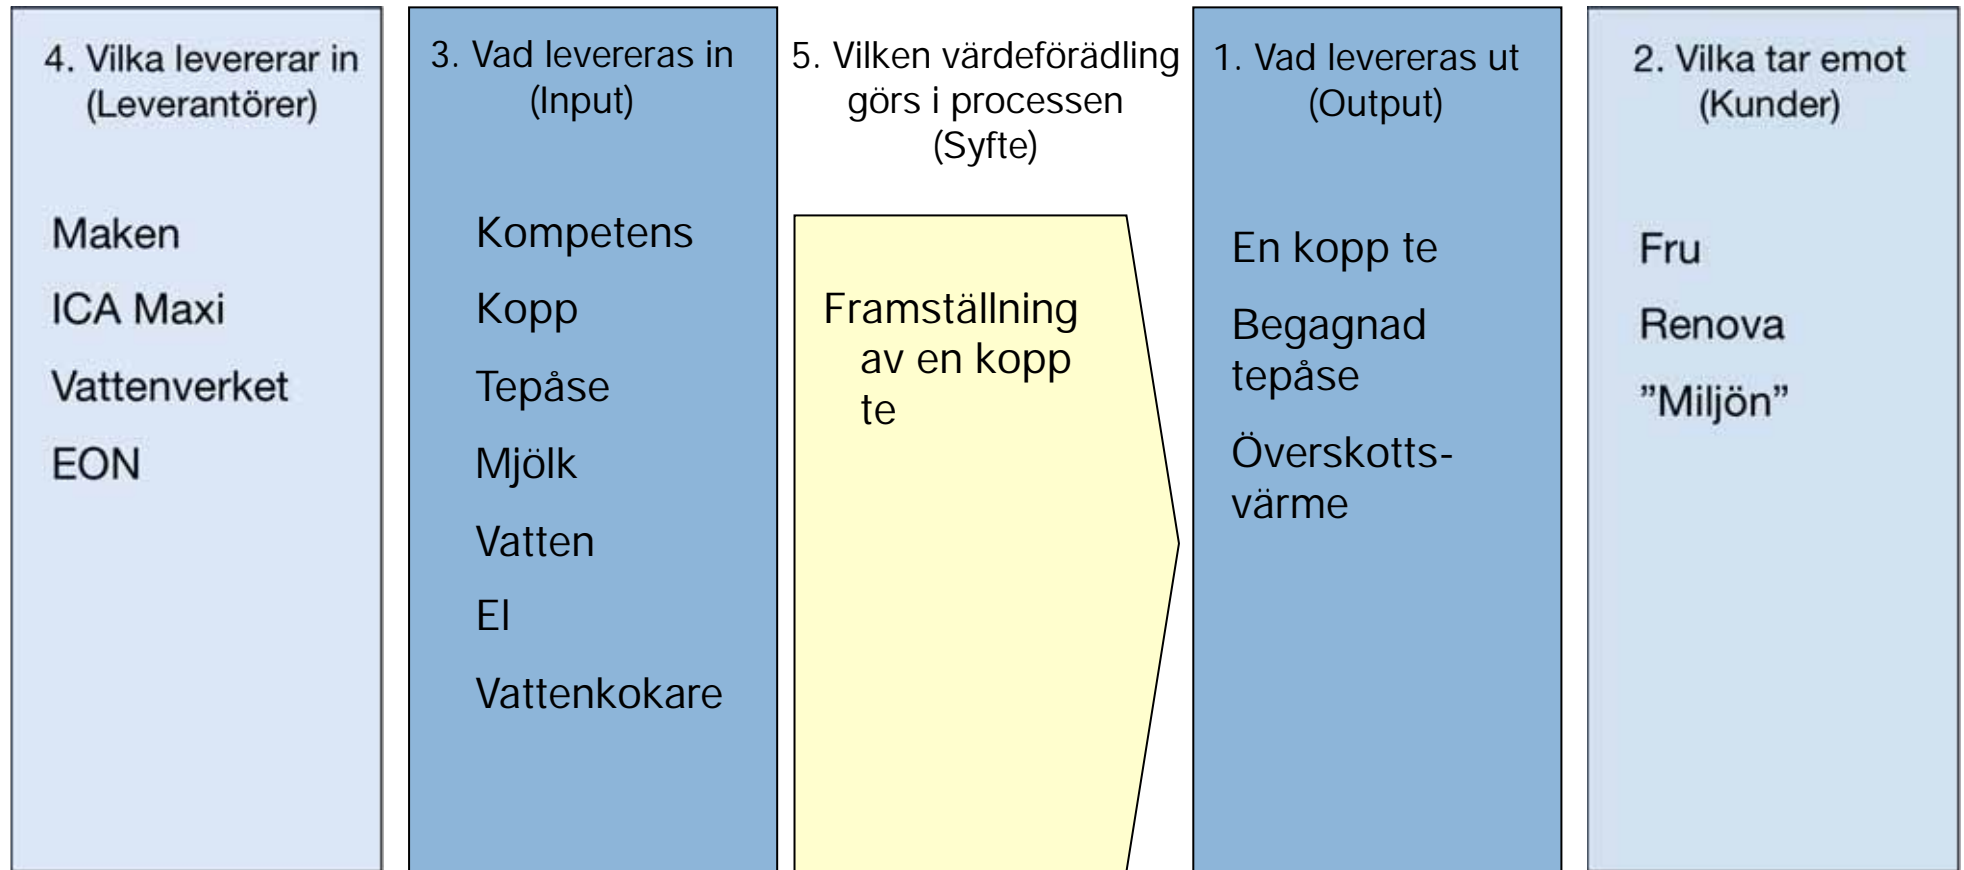 4. Vilka levererar in
(Leverantörer)
Maken
ICA Maxi
Vattenverket
EON
3. Vad levereras in
(Input)
Kompetens
Kopp
Tepåse
Mjölk
Vatten
El
Vattenkokare
5. Vilken värdeförädling
görs i processen
(Syfte)
Framställning
av en kopp
te
1. Vad levereras ut
(Output)
En kopp te
Begagnad
tepåse
Överskotts-
värme
2. Vilka tar emot
(Kunder)
Fru
Renova
”Miljön”